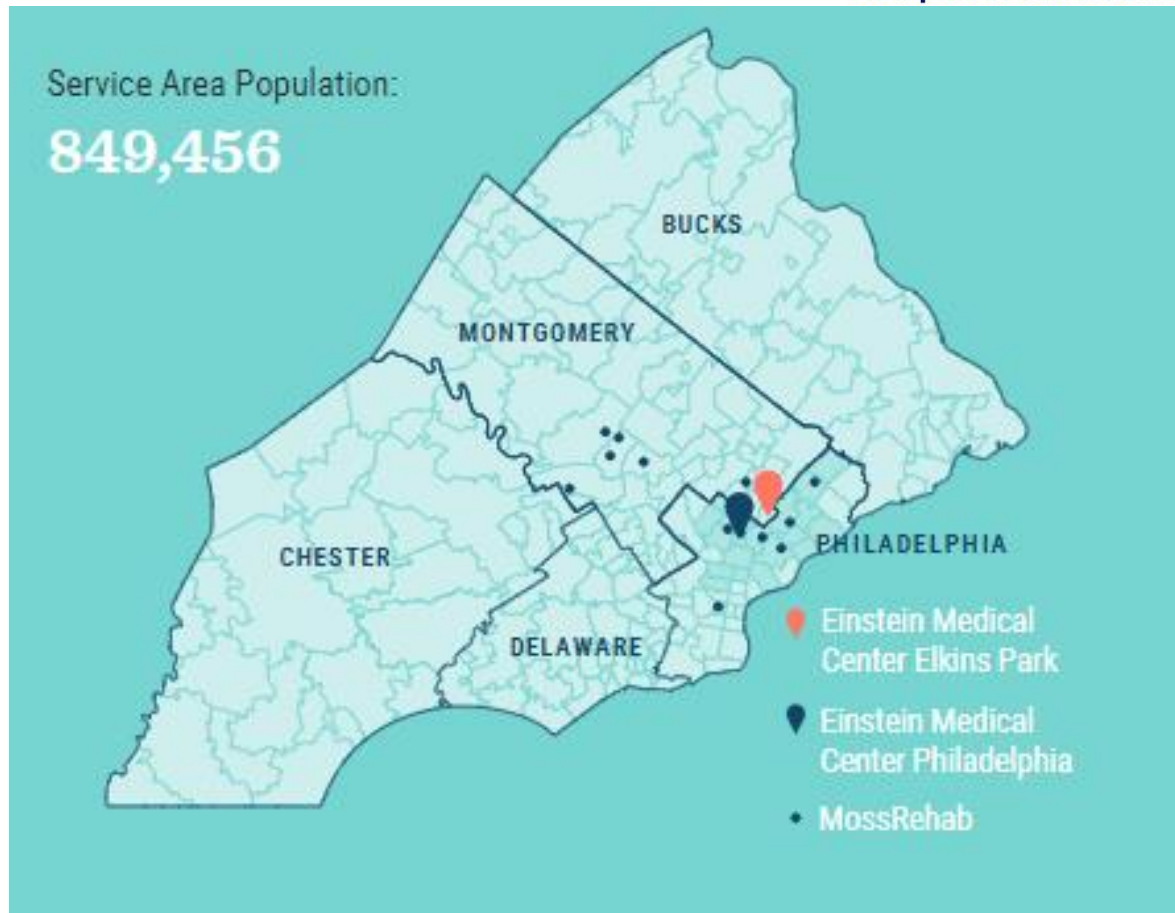 Service Area Population:
849,456
BUCKS
MONTGOMERY
CHESTER
PHILADELPHIA
DELAWARE
Einstein Medical
Center Elkins Park
Einstein Medical
Center Philadelphia
MossRehab